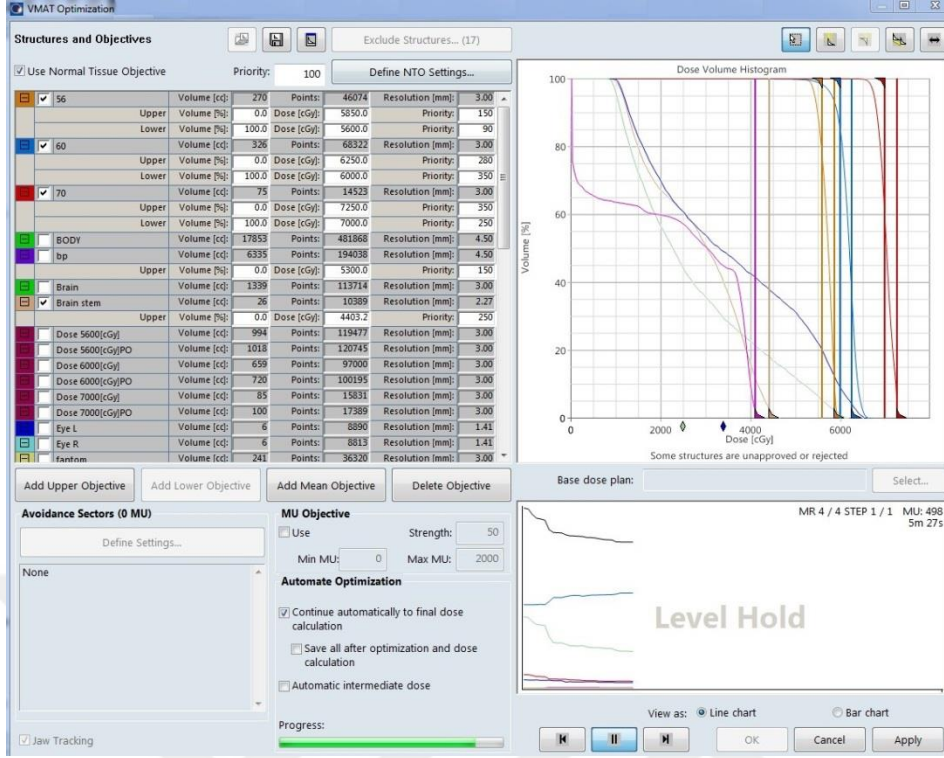 VMAT Optimization
Structures and Objectives
Exclude Structures... (17)
Use Normal Tissue Objective Priority: 100 Define NTO Settings...
56 Volume [cc]: 270 Points: 46074 Resolution [mm]: 3.00
Upper Volume [%]: 0.0 Dose [cGy]: 5850.0 Priority: 150
Lower Volume [%]: 100.0 Dose [cGy]: 5600.0 Priority: 90
60 Volume [cc]: 326 Points: 68322 Resolution [mm]: 3.00
Upper Volume [%]: 0.0 Dose [cGy]: 6250.0 Priority: 280
Lower Volume [%]: 100.0 Dose [cGy]: 6000.0 Priority: 350
70 Volume [cc]: 75 Points: 14523 Resolution [mm]: 3.00
Upper Volume [%]: 0.0 Dose [cGy]: 7250.0 Priority: 350
Lower Volume [%]: 100.0 Dose [cGy]: 7000.0 Priority: 250
BODY Volume [cc]: 17853 Points: 481868 Resolution [mm]: 4.50
bp Volume [cc]: 6335 Points: 194038 Resolution [mm]: 4.50
Upper Volume [%]: 0.0 Dose [cGy]: 5300.0 Priority: 150
Brain Volume [cc]: 1339 Points: 113714 Resolution [mm]: 3.00
Brain stem Volume [cc]: 26 Points: 10389 Resolution [mm]: 2.27
Upper Volume [%]: 0.0 Dose [cGy]: 4403.2 Priority: 250
Dose 5600[cGy] Volume [cc]: 994 Points: 119477 Resolution [mm]: 3.00
Dose 5600[cGy]PO Volume [cc]: 1018 Points: 120745 Resolution [mm]: 3.00
Dose 6000[cGy] Volume [cc]: 659 Points: 97000 Resolution [mm]: 3.00
Dose 6000[cGy]PO Volume [cc]: 720 Points: 100195 Resolution [mm]: 3.00
Dose 7000[cGy] Volume [cc]: 85 Points: 15831 Resolution [mm]: 3.00
Dose 7000[cGy]PO Volume [cc]: 100 Points: 17389 Resolution [mm]: 3.00
Eye L Volume [cc]: 6 Points: 8890 Resolution [mm]: 1.41
Eye R Volume [cc]: 6 Points: 8813 Resolution [mm]: 1.41
fantom Volume [cc]: 241 Points: 36320 Resolution [mm]: 3.00
Dose Volume Histogram
100
80
60
40
20
0
Volume [%]
0 2000 4000 6000
Dose [cGy]
Some structures are unapproved or rejected
Add Upper Objective Add Lower Objective Add Mean Objective Delete Objective
Base dose plan: Select...
Avoidance Sectors (0 MU)
Define Settings...
None
Jaw Tracking
MU Objective
Use Strength: 50
Min MU: 0 Max MU: 2000
Automate Optimization
Continue automatically to final dose
calculation
Save all after optimization and dose
calculation
Automatic intermediate dose
Progress:
MR 4 / 4 STEP 1 / 1 MU: 498
5m 27s
Level Hold
View as: Line chart Bar chart
OK Cancel Apply